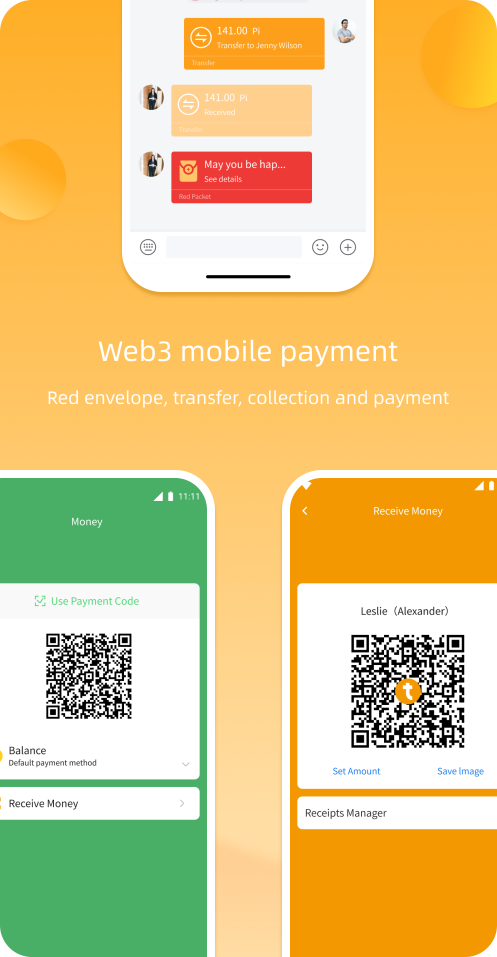 141.00 Pi
Transfer to Jenny Wilson
Transfer
141.00 Pi
Received
Transfer
May you be hap...
See details
Red Packet
Web3 mobile payment
Red envelope, transfer, collection and payment
11:11
Money
Use Payment Code
Balance
Default payment method
Receive Money
Receive Money
Leslie（Alexander）
t
Set Amount
Save lmage
Receipts Manager